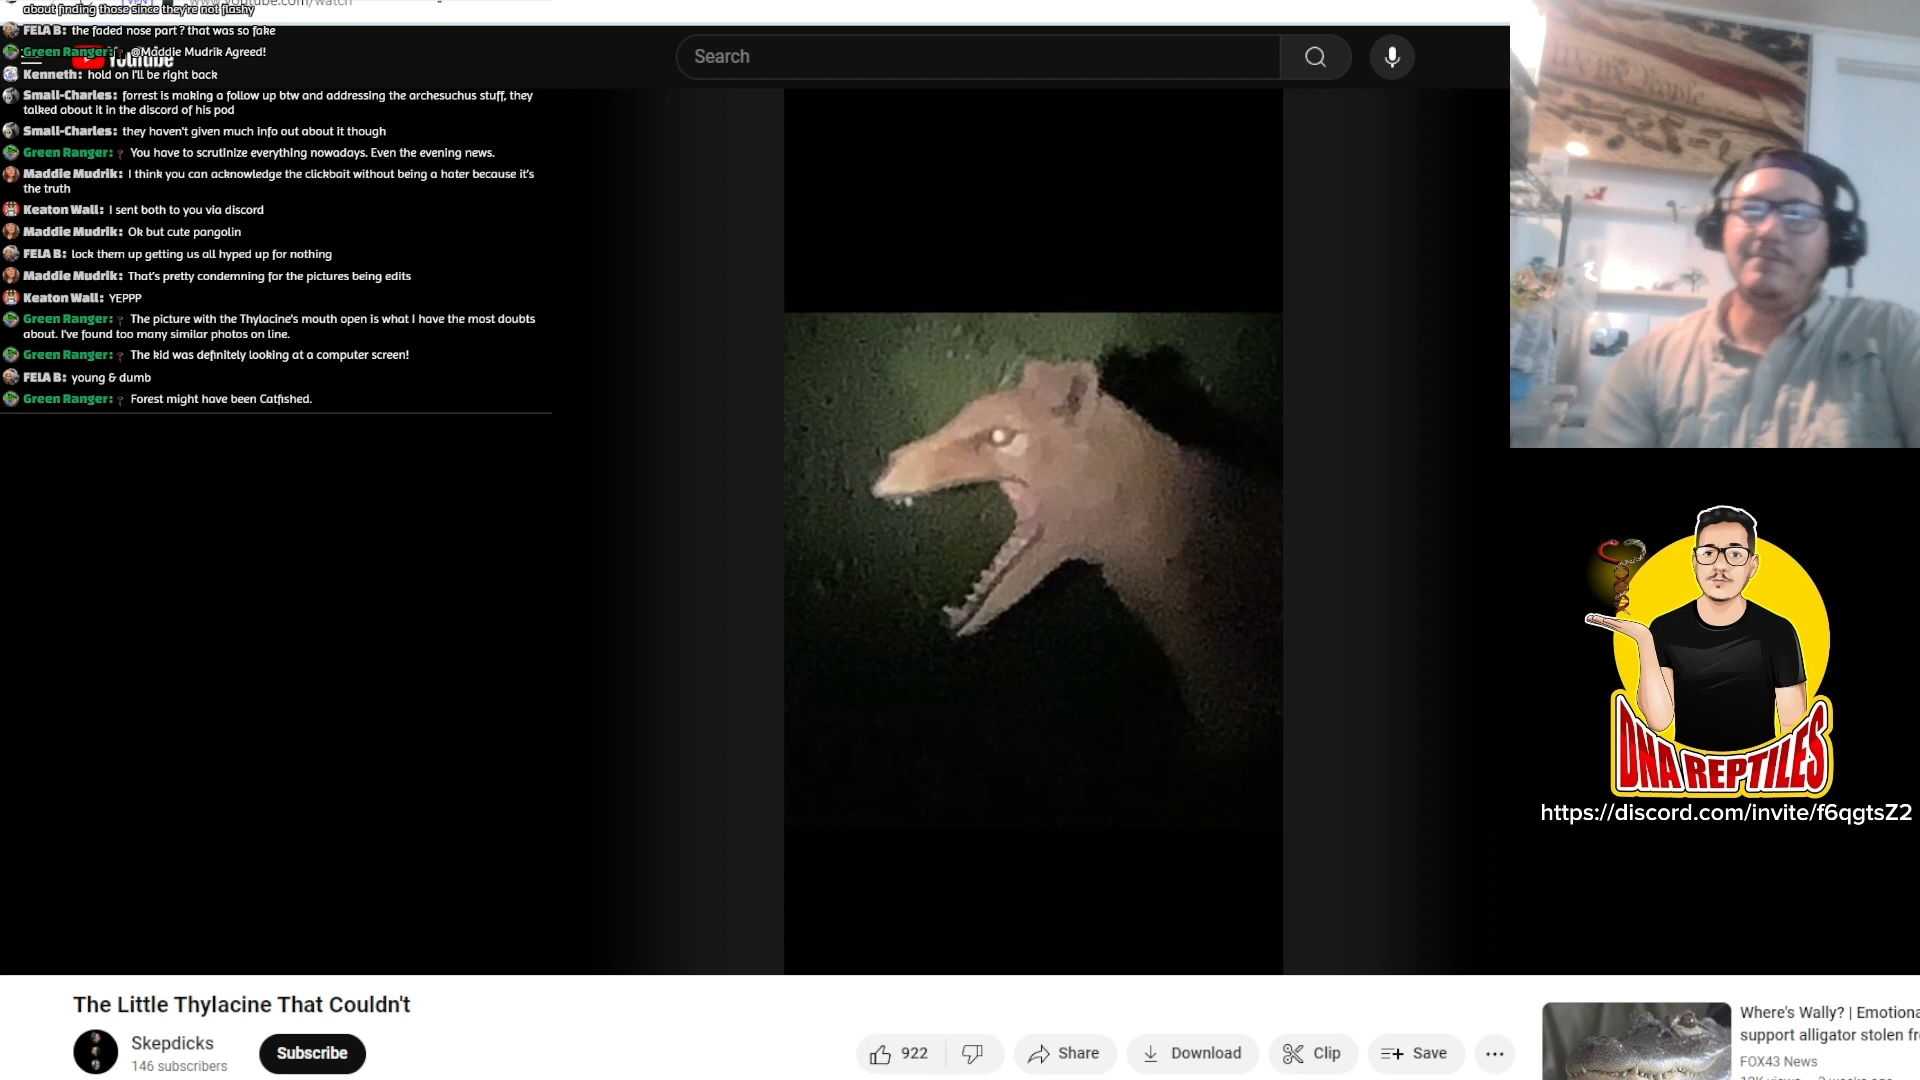 www.youtube.com/watch
about finding those since they're not flashy
FELA B: the faded nose part ? that was so fake
Green Ranger: ? @Maddie Mudrik Agreed!
YouTube
Kenneth: hold on I'll be right back
Small-Charles: forrest is making a follow up btw and addressing the archesuchus stuff, they
talked about it in the discord of his pod
Small-Charles: they haven't given much info out about it though
Green Ranger: ? You have to scrutinize everything nowadays. Even the evening news.
Maddie Mudrik: I think you can acknowledge the clickbait without being a hater because it's
the truth
Keaton Wall: I sent both to you via discord
Maddie Mudrik: Ok but cute pangolin
FELA B: lock them up getting us all hyped up for nothing
Maddie Mudrik: That's pretty condemning for the pictures being edits
Keaton Wall: YEPPP
Green Ranger: ? The picture with the Thylacine's mouth open is what I have the most doubts
about. I've found too many similar photos on line.
Green Ranger: ? The kid was definitely looking at a computer screen!
FELA B: young & dumb
Green Ranger: ? Forest might have been Catfished.
Search
We the People
DNA REPTILES
https://discord.com/invite/f6qgtsZ2
The Little Thylacine That Couldn't
Skepdicks
146 subscribers
Subscribe
922
Share
Download
Clip
Save
Where's Wally? | Emotiona
support alligator stolen fr
FOX43 News